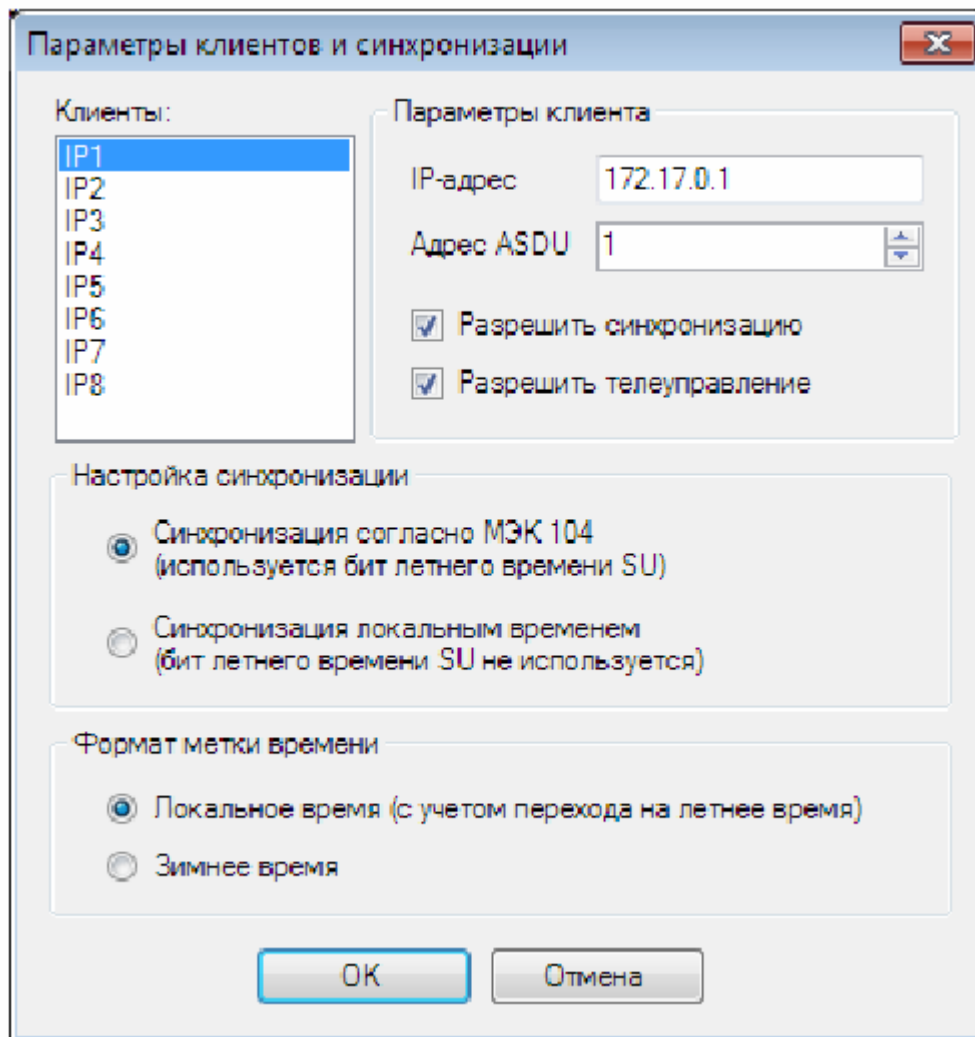 Параметры клиентов и синхронизации
Клиенты:
IP1
IP2
IP3
IP4
IP5
IP6
IP7
IP8
Параметры клиента
IP-адрес
172.17.0.1
Адрес ASDU
1
Разрешить синхронизацию
Разрешить телеуправление
Настройка синхронизации
Синхронизация согласно МЭК 104
(используется бит летнего времени SU)
Синхронизация локальным временем
(бит летнего времени SU не используется)
Формат метки времени
Локальное время (с учетом перехода на летнее время)
Зимнее время
OK
Отмена